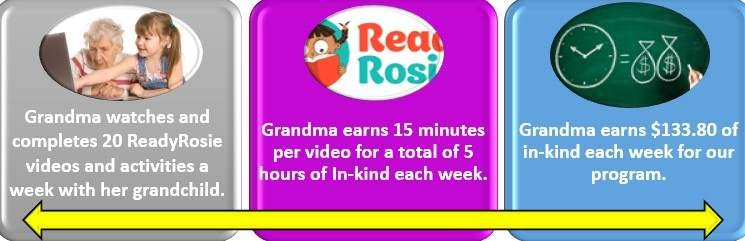 Grandma watches and
completes 20 ReadyRosie
videos and activities a
week with her grandchild.
Read
Rosi
Grandma earns 15 minutes
per video for a total of 5
hours of In-kind each week.
=
$ $
Grandma earns $133.80 of
in-kind each week for our
program.